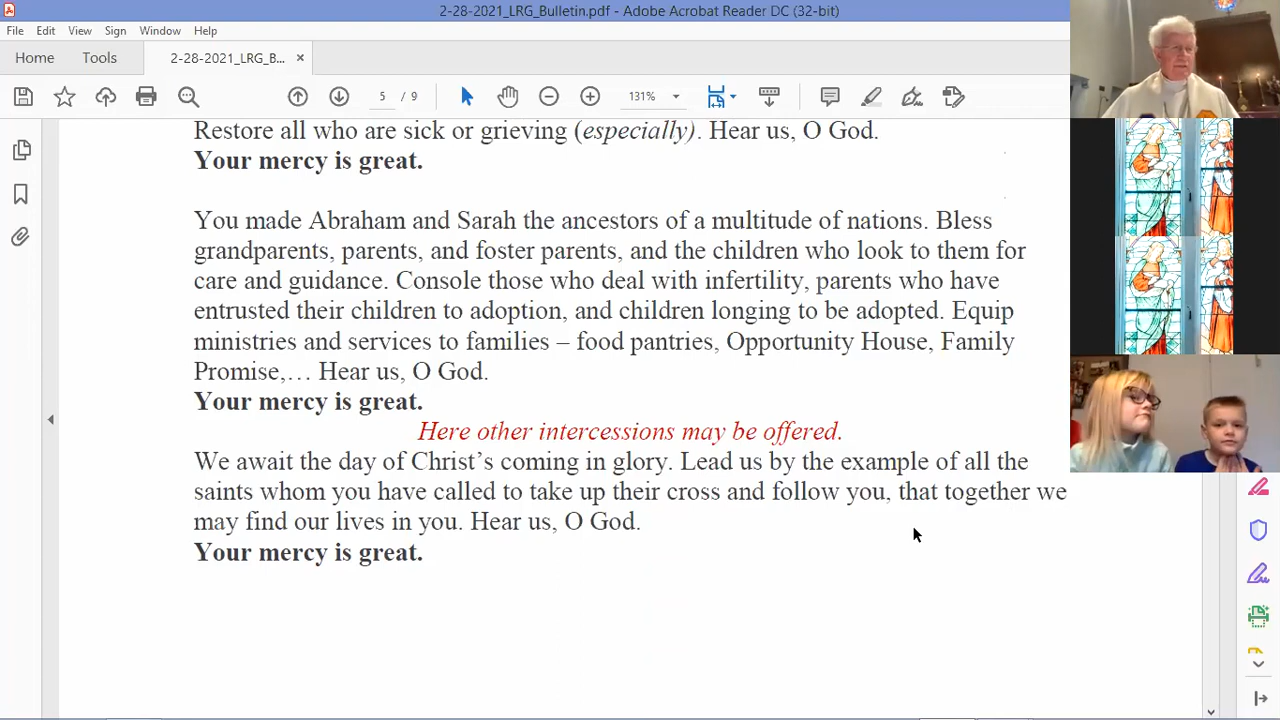 2-28-2021_LRG_Bulletin.pdf - Adobe Acrobat Reader DC (32-bit)
File Edit View Sign Window Help
Home Tools 2-28-2021_LRG_B... ×
5 / 9 131%
Restore all who are sick or grieving (especially). Hear us, O God.
Your mercy is great.
You made Abraham and Sarah the ancestors of a multitude of nations. Bless
grandparents, parents, and foster parents, and the children who look to them for
care and guidance. Console those who deal with infertility, parents who have
entrusted their children to adoption, and children longing to be adopted. Equip
ministries and services to families – food pantries, Opportunity House, Family
Promise,… Hear us, O God.
Your mercy is great.
Here other intercessions may be offered.
We await the day of Christ’s coming in glory. Lead us by the example of all the
saints whom you have called to take up their cross and follow you, that together we
may find our lives in you. Hear us, O God.
Your mercy is great.